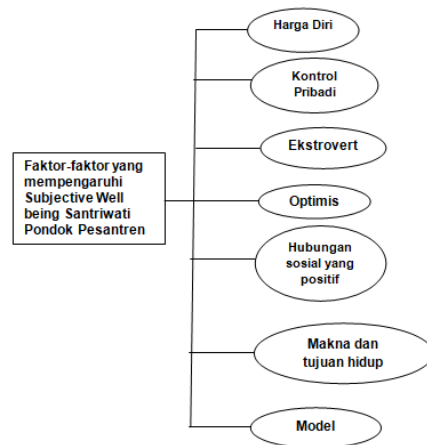 Harga Diri
Kontrol
Pribadi
Ekstrovert
Faktor-faktor yang
mempengaruhi
Subjective Well
being Santriwati
Pondok Pesantren
Optimis
Hubungan
sosial yang
positif
Makna dan
tujuan hidup
Model